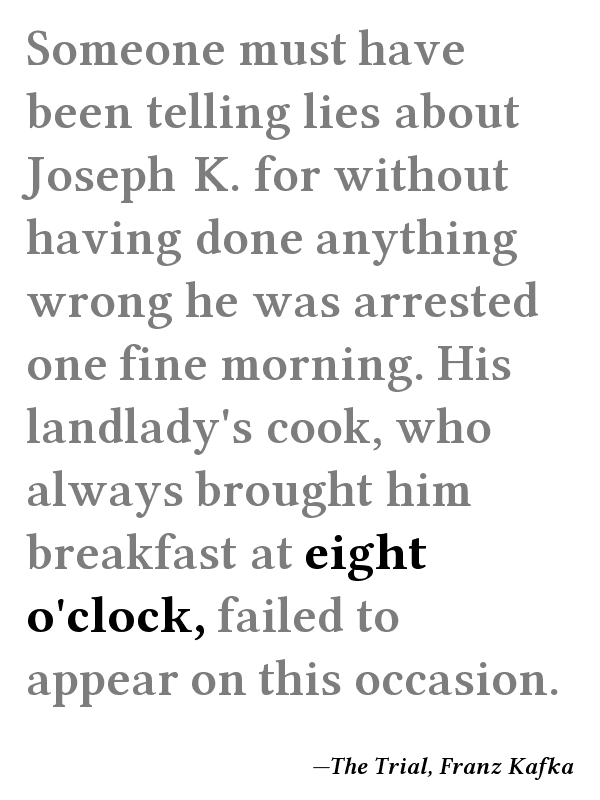 Someone must have
been telling lies about
Joseph K. for without
having done anything
wrong he was arrested
one fine morning. His
landlady's cook, who
always brought him
breakfast at eight
o'clock, failed to
appear on this occasion.
—The Trial, Franz Kafka